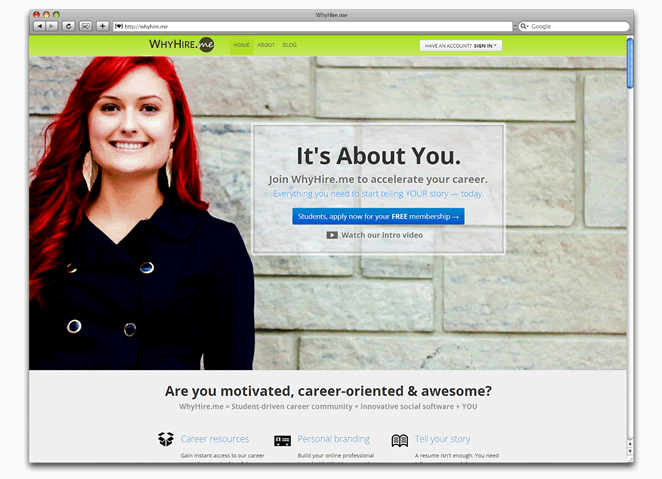 WhyHire.me
http://whyhire.me
Google
WHYHIRE.me
HOME ABOUT BLOG
HAVE AN ACCOUNT? SIGN IN
It's About You.
Join WhyHire.me to accelerate your career.
Everything you need to start telling YOUR story — today.
Students, apply now for your FREE membership →
Watch our intro video
Are you motivated, career-oriented & awesome?
WhyHire.me = Student-driven career community + innovative social software + YOU
Career resources
Personal branding
Tell your story
Gain instant access to our career
Build your online professional
A resume isn't enough. You need